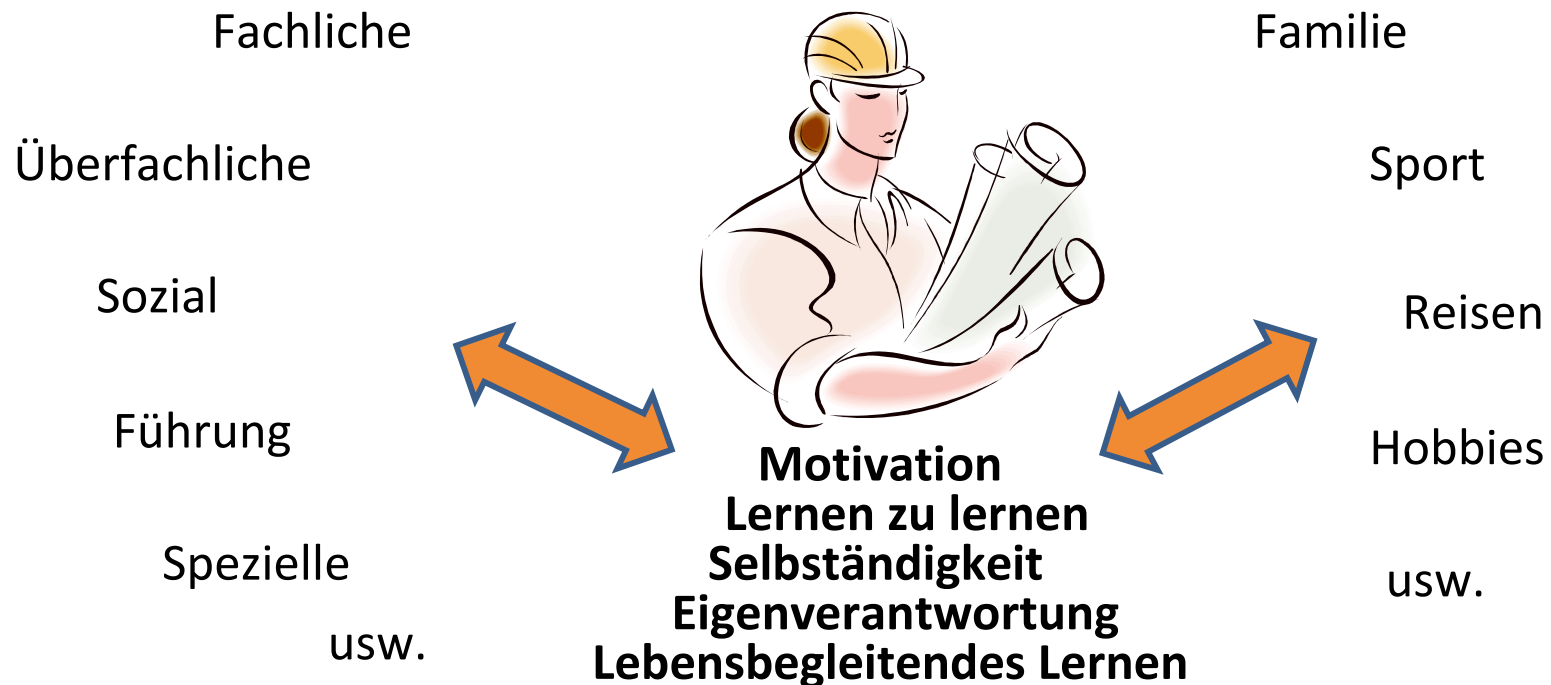 Fachliche
Überfachliche
Sozial
Führung
Spezielle
usw.
Motivation
Lernen zu lernen
Selbständigkeit
Eigenverantwortung
Lebensbegleitendes Lernen
Familie
Sport
Reisen
Hobbies
usw.